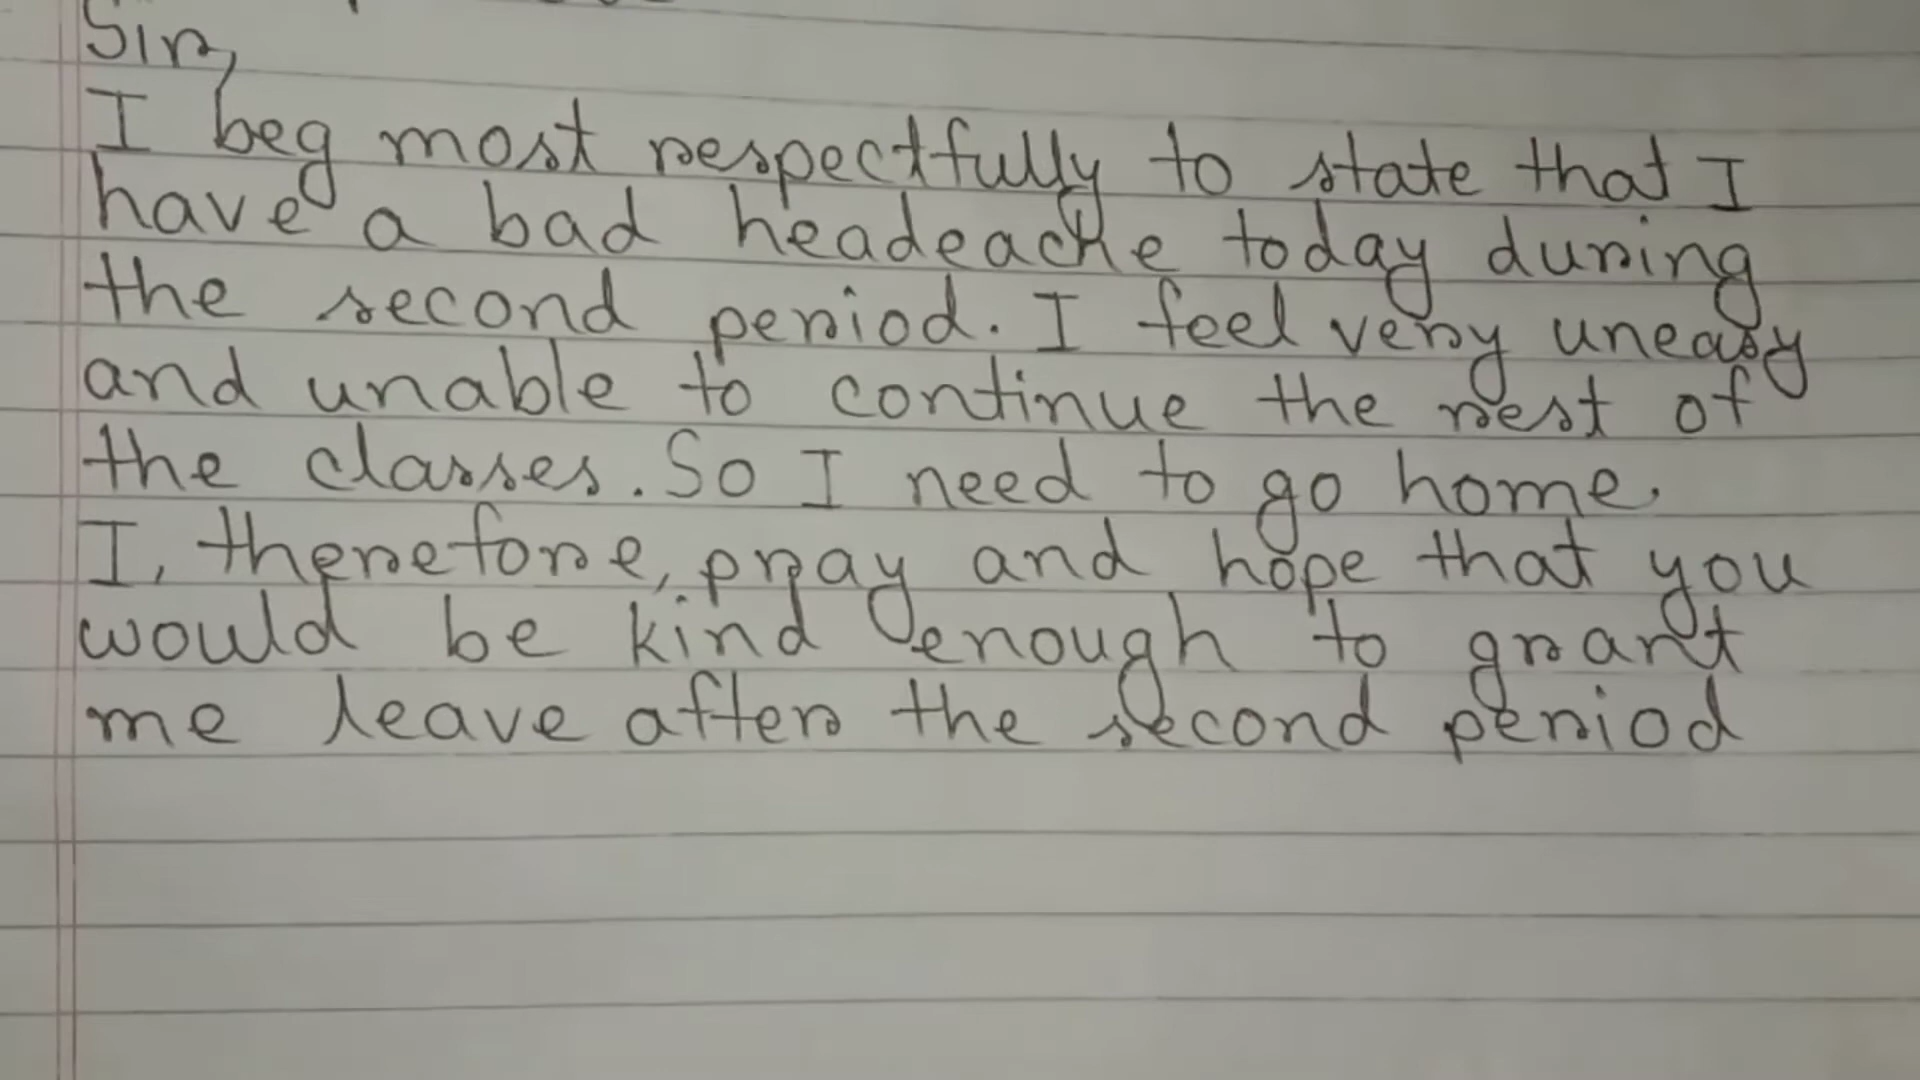 Sir,
I beg most respectfully to state that I
have a bad headeache today during
the second period. I feel very uneasy
and unable to continue the rest of
the classes. So I need to go home.
I, therefore, pray and hope that you
would be kind enough to grant
me leave after the second period